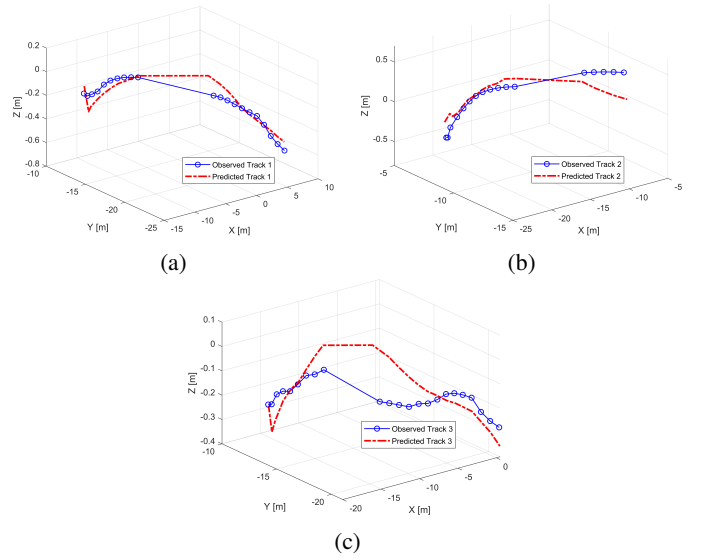 0.2
0
-0.2
-0.4
-0.6
-0.8
Z [m]
-10
-15
-20
-25
Y [m]
-15
-10
-5
0
5
10
X [m]
Observed Track 1
Predicted Track 1
(a)
0.5
0
-0.5
Z [m]
-5
-10
-15
Y [m]
-25
-20
-15
-10
-5
X [m]
Observed Track 2
Predicted Track 2
(b)
0.1
0
-0.1
-0.2
-0.3
-0.4
Z [m]
-10
-15
-20
Y [m]
-20
-15
-10
-5
0
X [m]
Observed Track 3
Predicted Track 3
(c)